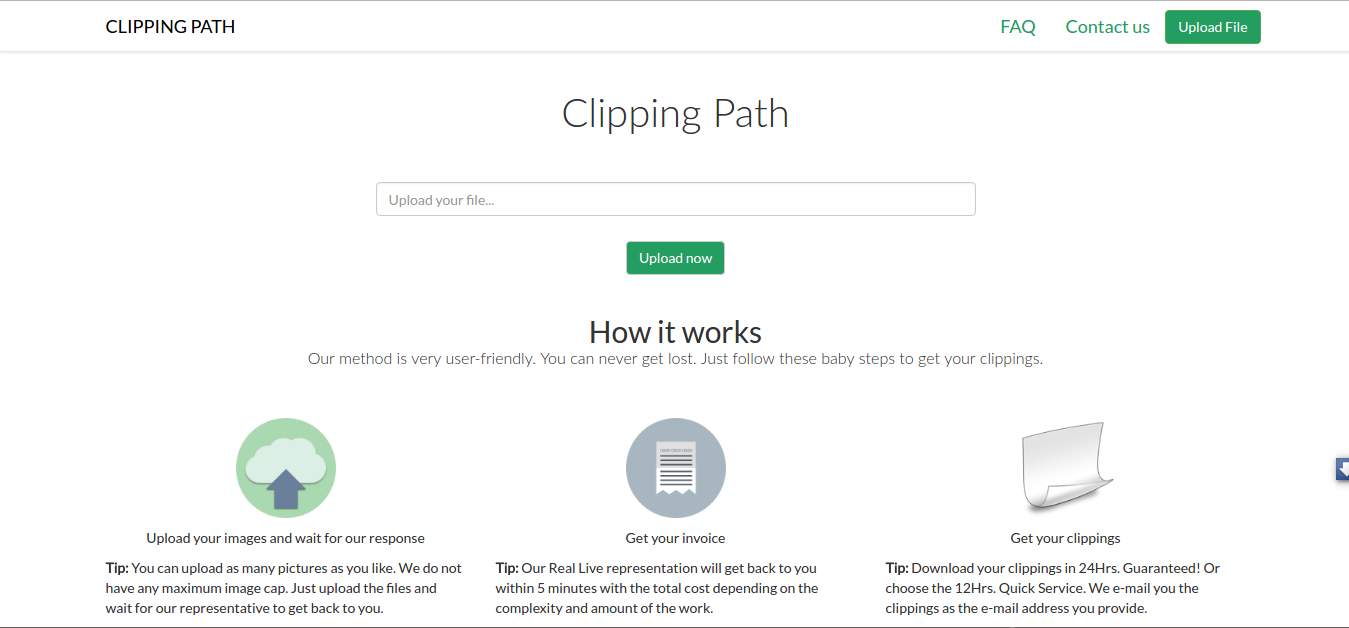 CLIPPING PATH
FAQ
Contact us
Upload File
Clipping Path
Upload your file...
Upload now
How it works
Our method is very user-friendly. You can never get lost. Just follow these baby steps to get your clippings.
Upload your images and wait for our response
Tip: You can upload as many pictures as you like. We do not
have any maximum image cap. Just upload the files and
wait for our representative to get back to you.
Get your invoice
Tip: Our Real Live representation will get back to you
within 5 minutes with the total cost depending on the
complexity and amount of the work.
Get your clippings
Tip: Download your clippings in 24Hrs. Guaranteed! Or
choose the 12Hrs. Quick Service. We e-mail you the
clippings as the e-mail address you provide.